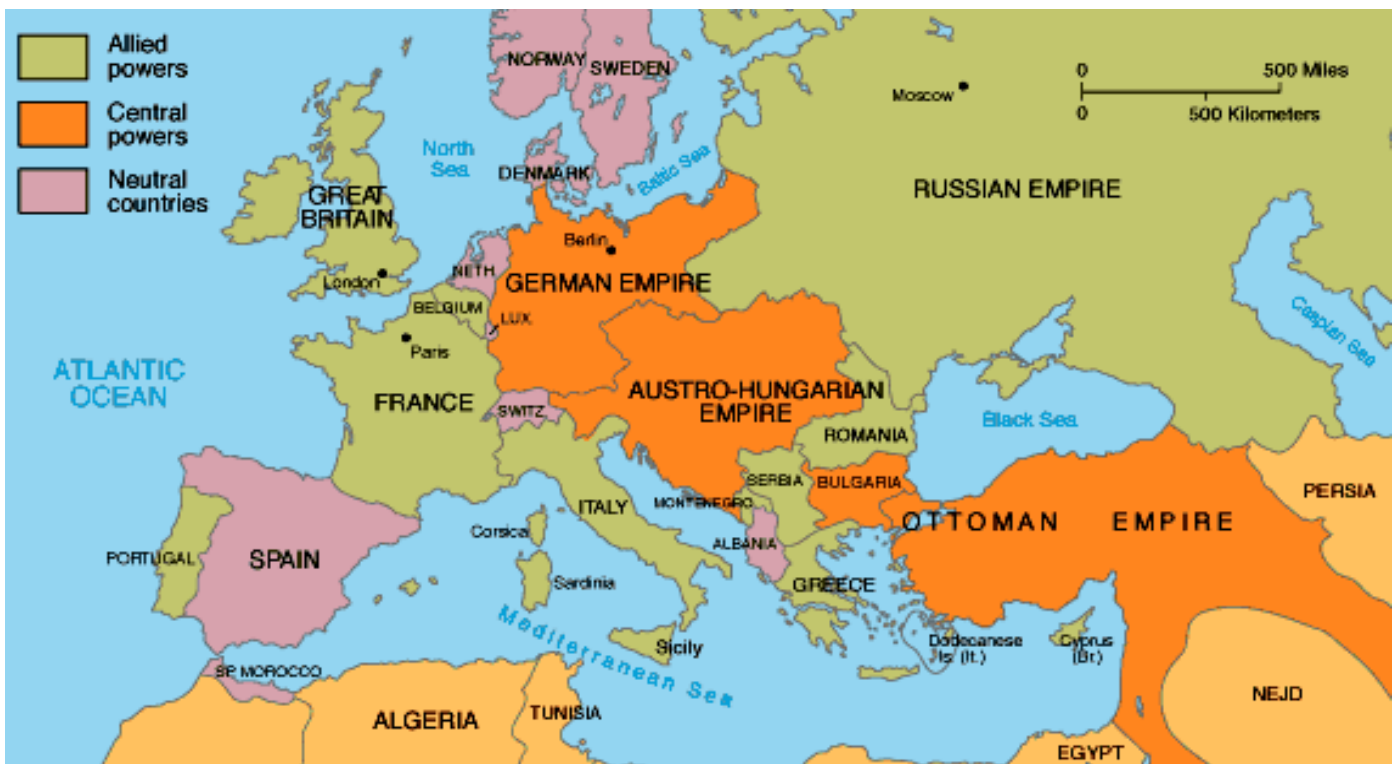 Allied
powers
Central
powers
Neutral
countries
NORWAY
SWEDEN
0 500 Miles
0 500 Kilometers
Moscow
North
Sea
DENMARK
Baltic Sea
GREAT
BRITAIN
RUSSIAN EMPIRE
Berlin
London
NETH
GERMAN EMPIRE
BELGIUM
LUX.
Paris
Caspian Sea
ATLANTIC
OCEAN
FRANCE
SWITZ.
AUSTRO-HUNGARIAN
EMPIRE
Black Sea
ROMANIA
SERBIA
BULGARIA
PERSIA
MONTENEGRO
ITALY
OTTOMAN EMPIRE
Corsica
ALBANIA
PORTUGAL
SPAIN
Sardinia
GREECE
Mediterranean Sea
Sicily
Dodecanese
Is. (It.)
Cyprus
(Br.)
SP. MOROCCO
NEJD
ALGERIA
TUNISIA
EGYPT